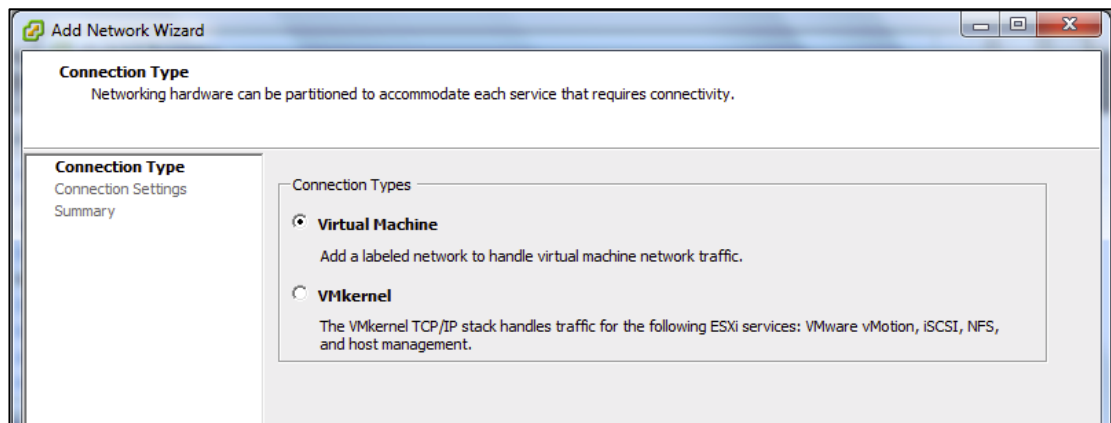 Add Network Wizard
Connection Type
Networking hardware can be partitioned to accommodate each service that requires connectivity.
Connection Type
Connection Settings
Summary
Connection Types
Virtual Machine
Add a labeled network to handle virtual machine network traffic.
VMkernel
The VMkernel TCP/IP stack handles traffic for the following ESXi services: VMware vMotion, iSCSI, NFS,
and host management.